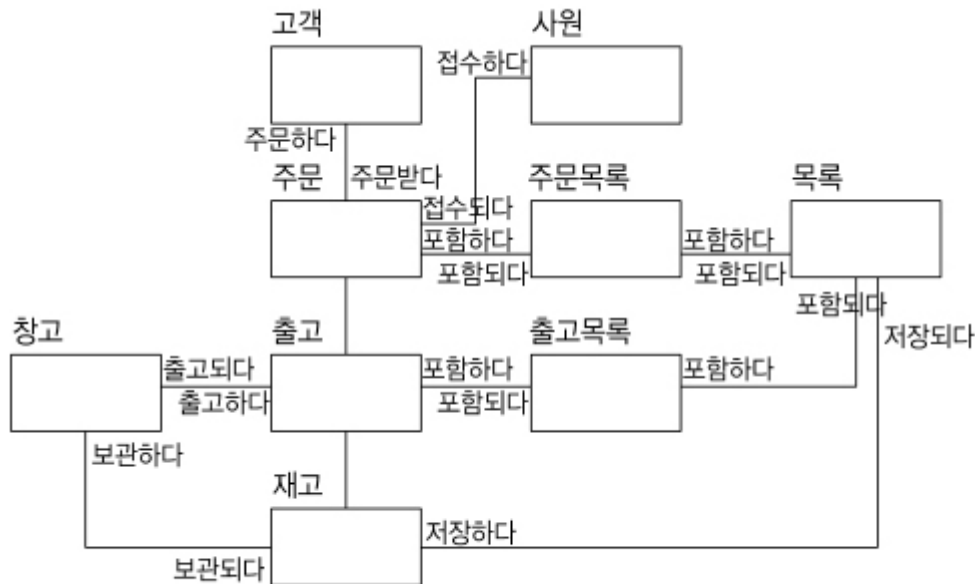 고객
사원
접수하다
주문하다
주문
주문받다
주문목록
목록
접수되다
포함하다
포함되다
포함하다
포함되다
포함되다
저장되다
창고
출고
출고목록
출고되다
출고하다
포함하다
포함되다
포함하다
보관하다
재고
저장하다
보관되다